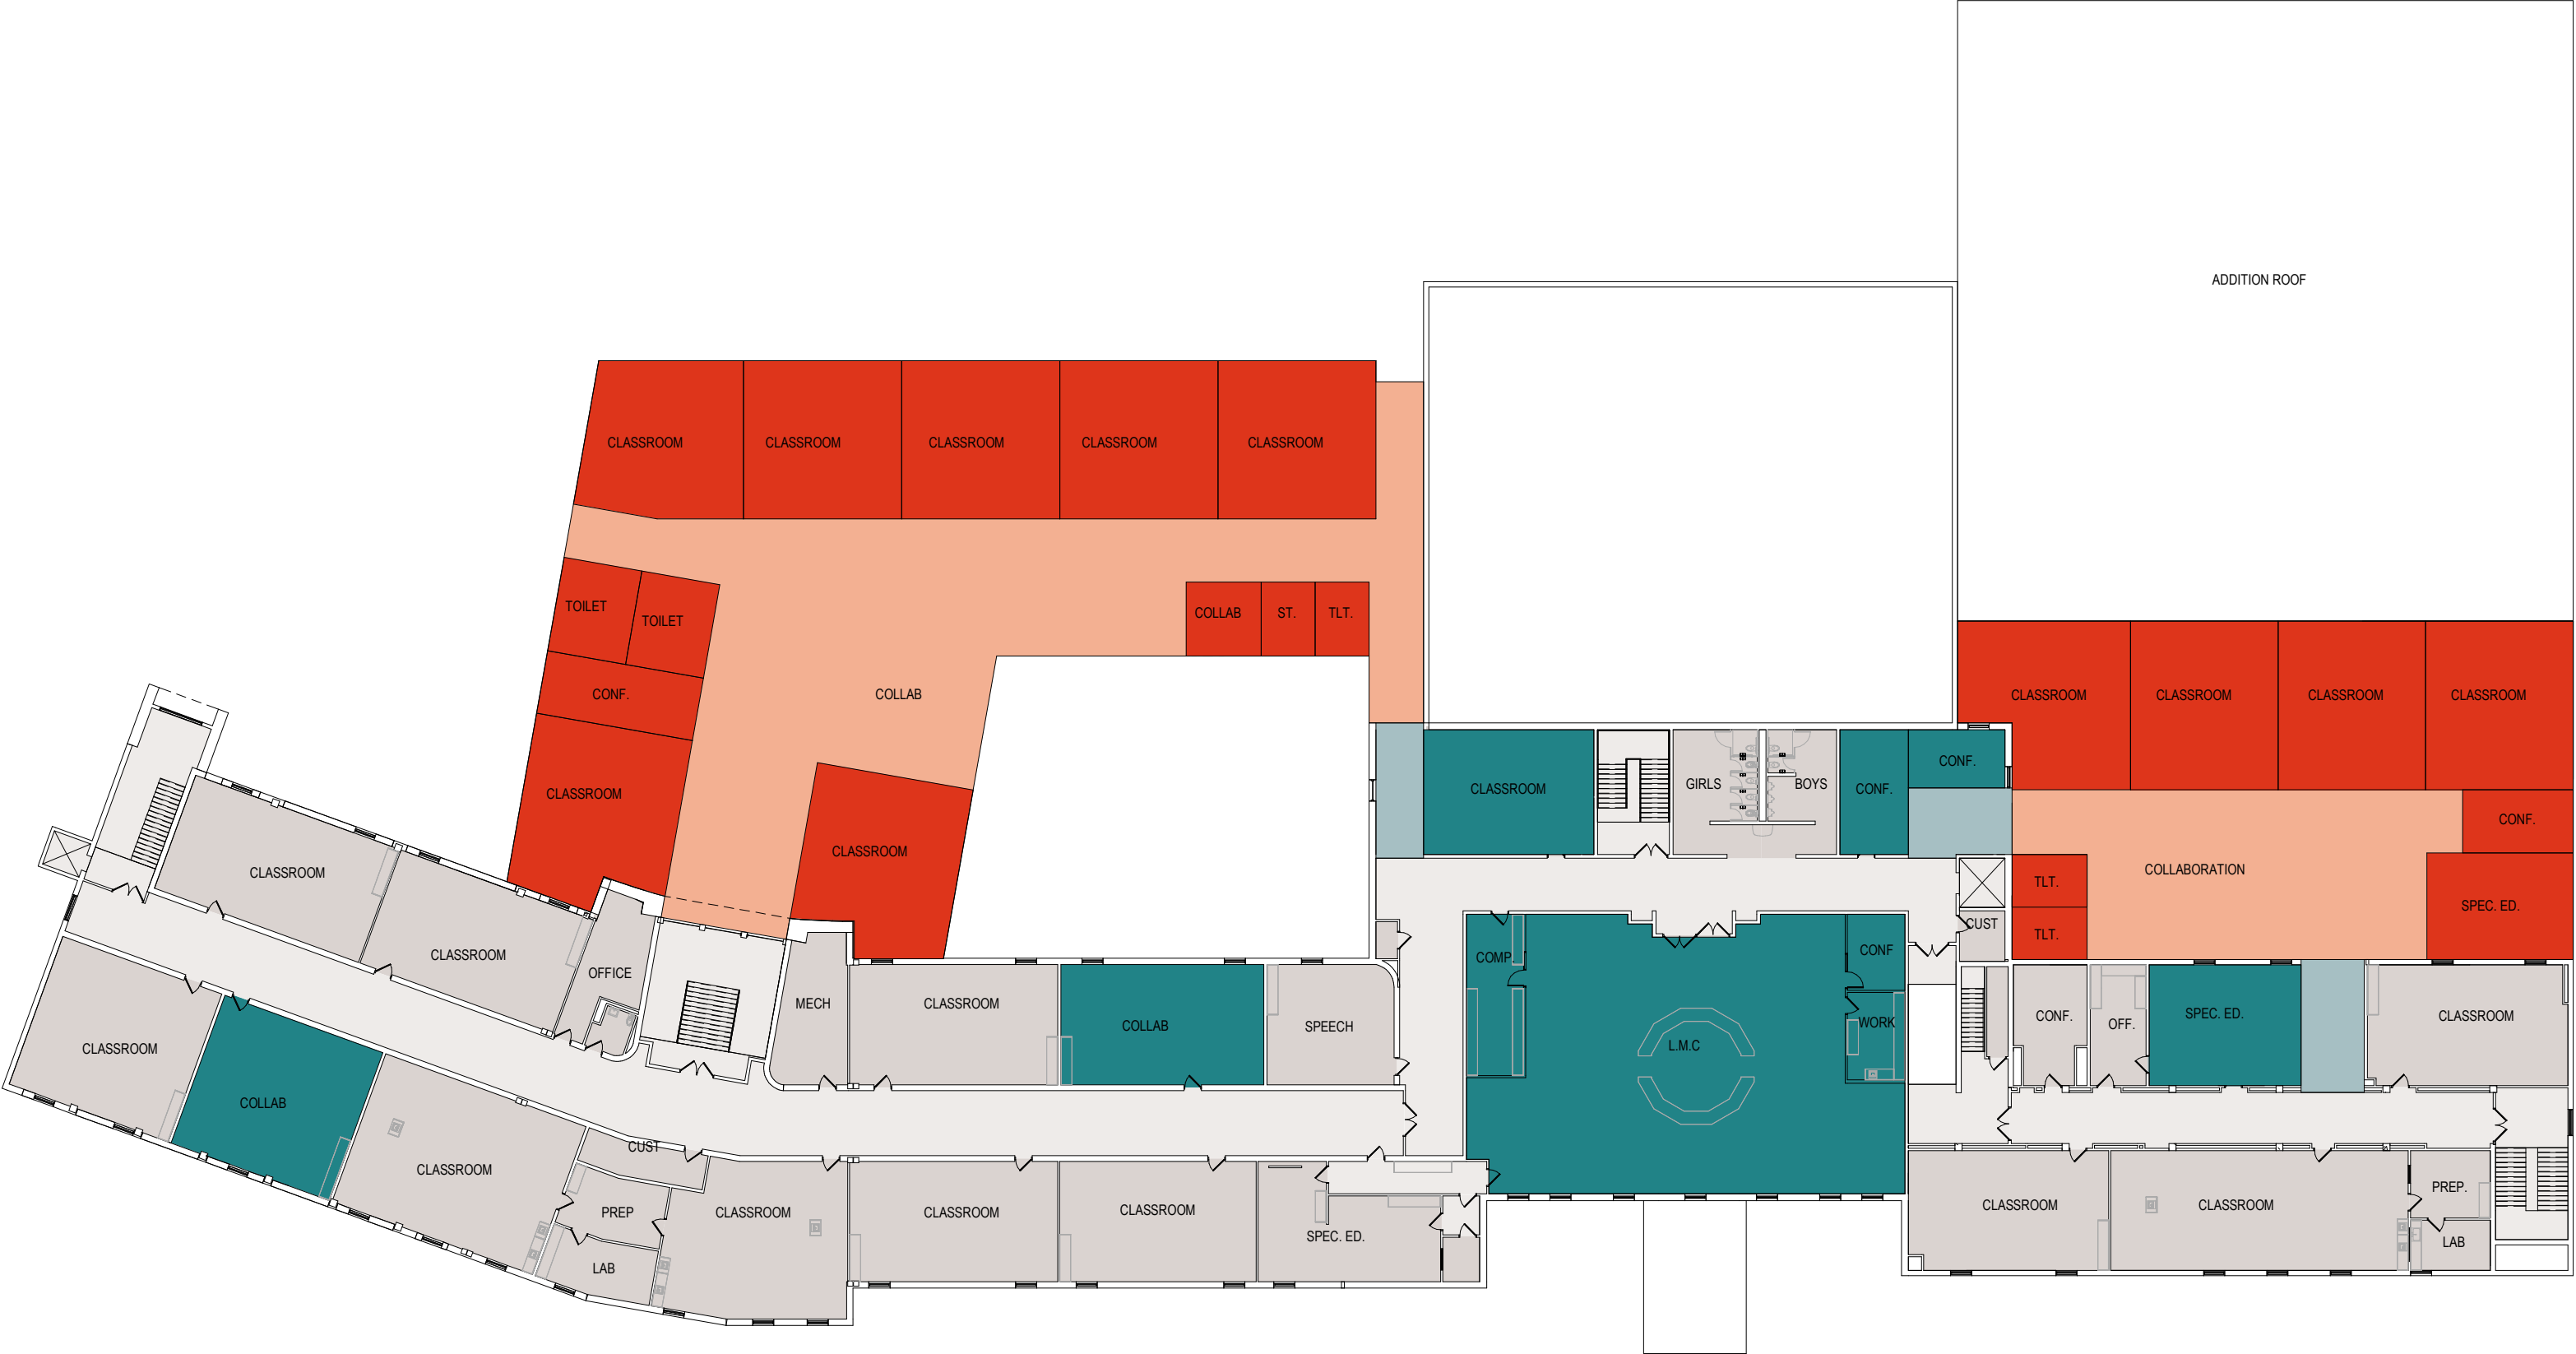 ADDITION ROOF
CLASSROOM
CLASSROOM
CLASSROOM
CLASSROOM
CLASSROOM
TOILET
TOILET
COLLAB
ST.
TLT.
CONF.
COLLAB
CLASSROOM
CLASSROOM
CLASSROOM
CLASSROOM
CLASSROOM
CLASSROOM
CLASSROOM
GIRLS
BOYS
CONF.
CONF.
CONF.
COLLABORATION
TLT.
TLT.
SPEC. ED.
CUST
CLASSROOM
CLASSROOM
OFFICE
MECH
CLASSROOM
COLLAB
SPEECH
COMP.
L.M.C
CONF
WORK
CONF.
OFF.
SPEC. ED.
CLASSROOM
CLASSROOM
COLLAB
CLASSROOM
CUST
PREP
LAB
CLASSROOM
CLASSROOM
CLASSROOM
SPEC. ED.
CLASSROOM
CLASSROOM
PREP.
LAB